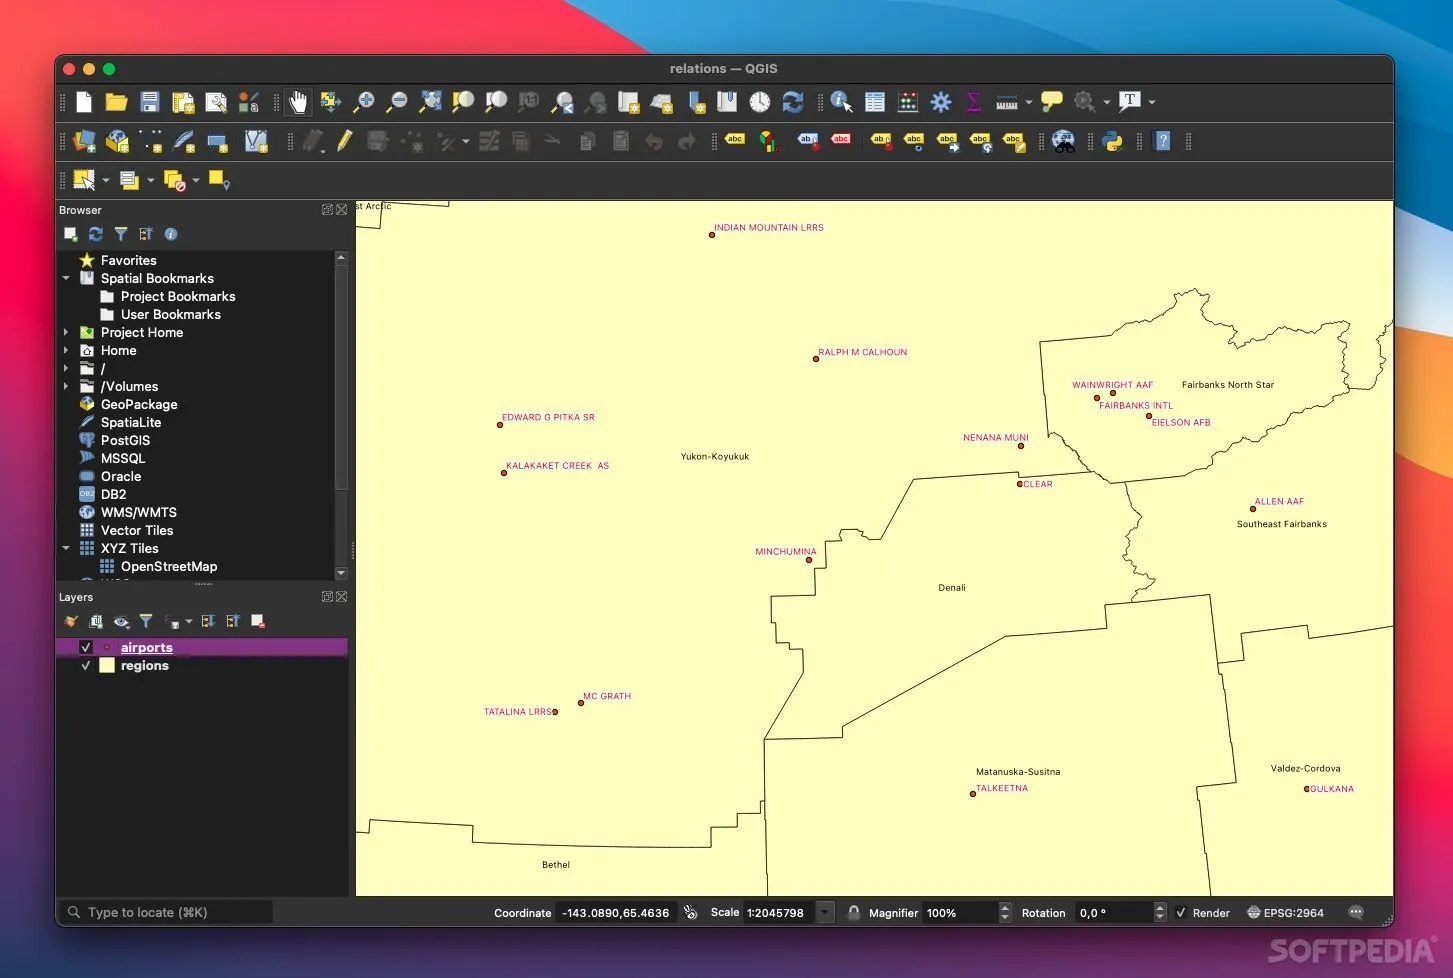 relations — QGIS
Browser
Favorites
Spatial Bookmarks
Project Bookmarks
User Bookmarks
Project Home
Home
/
/Volumes
GeoPackage
SpatiaLite
PostGIS
MSSQL
Oracle
DB2
WMS/WMTS
Vector Tiles
XYZ Tiles
OpenStreetMap
Layers
airports
regions
st Arctic
INDIAN MOUNTAIN LRRS
RALPH M CALHOUN
WAINWRIGHT AAF
Fairbanks North Star
FAIRBANKS INTL
EIELSON AFB
EDWARD G PITKA SR
NENANA MUNI
Yukon-Koyukuk
KALAKAKET CREEK AS
CLEAR
ALLEN AAF
Southeast Fairbanks
MINCHUMINA
Denali
MC GRATH
TATALINA LRRS
Matanuska-Susitna
TALKEETNA
Valdez-Cordova
GULKANA
Bethel
Type to locate (⌘K)
Coordinate -143.0890,65.4636 Scale 1:2045798 Magnifier 100% Rotation 0,0 ° Render EPSG:2964
SOFTPEDIA®